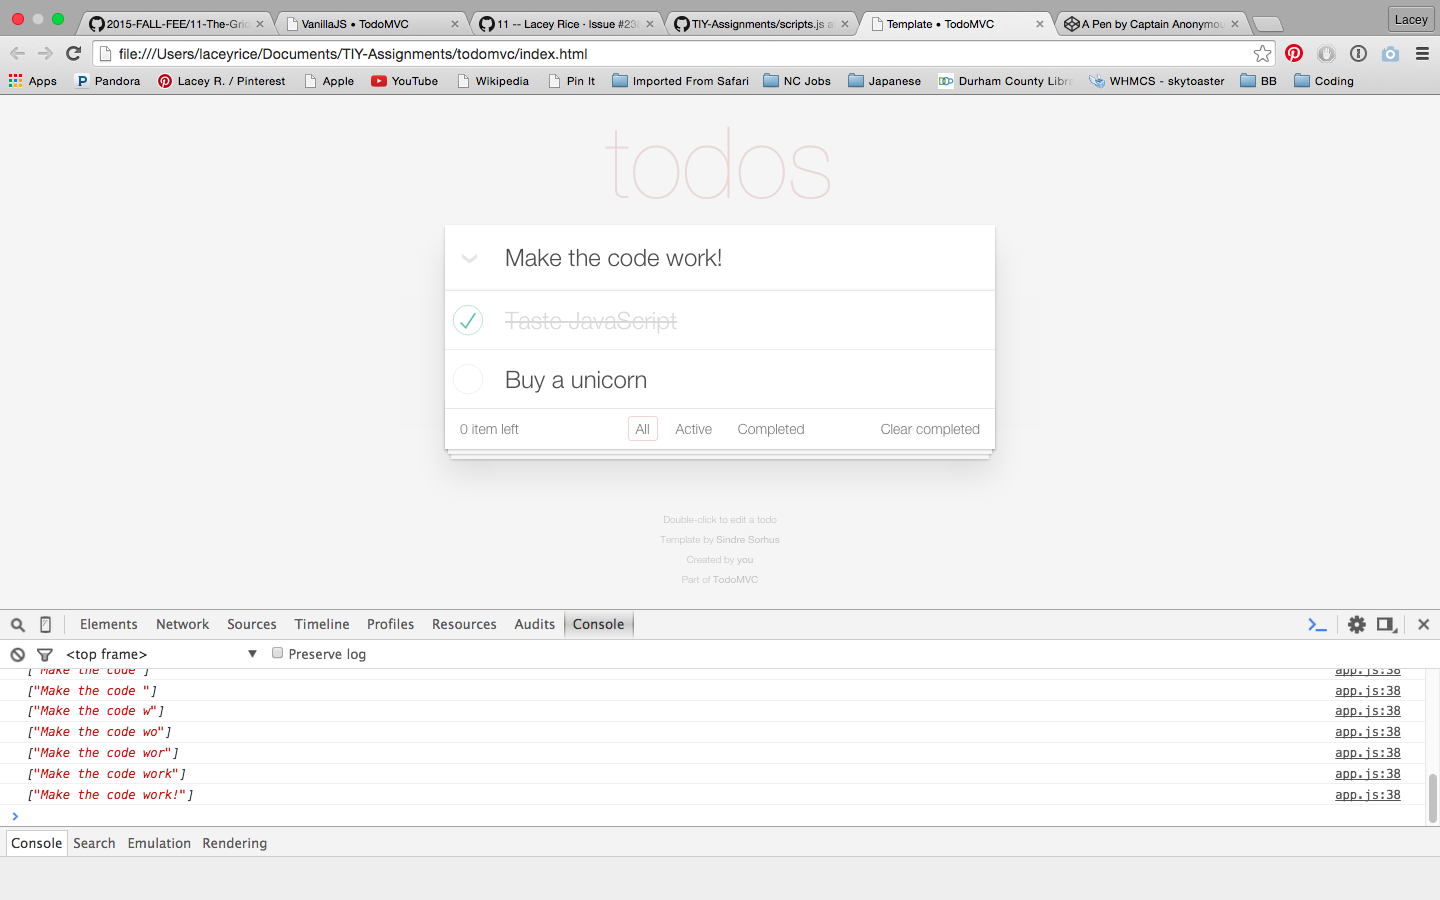 2015-FALL-FEE/11-The-Gric
VanillaJS • TodoMVC
11 -- Lacey Rice · Issue #23
TIY-Assignments/scripts.js a
Template • TodoMVC
A Pen by Captain Anonymou
Lacey
file:///Users/laceyrice/Documents/TIY-Assignments/todomvc/index.html
Apps
Pandora
Lacey R. / Pinterest
Apple
YouTube
Wikipedia
Pin It
Imported From Safari
NC Jobs
Japanese
Durham County Libr
WHMCS - skytoaster
BB
Coding
todos
Make the code work!
Taste JavaScript
Buy a unicorn
0 item left
All
Active
Completed
Clear completed
Double-click to edit a todo
Template by Sindre Sorhus
Created by you
Part of TodoMVC
Elements
Network
Sources
Timeline
Profiles
Resources
Audits
Console
<top frame>
Preserve log
["Make the code"] app.js:38
["Make the code "] app.js:38
["Make the code w"] app.js:38
["Make the code wo"] app.js:38
["Make the code wor"] app.js:38
["Make the code work"] app.js:38
["Make the code work!"] app.js:38
Console
Search
Emulation
Rendering